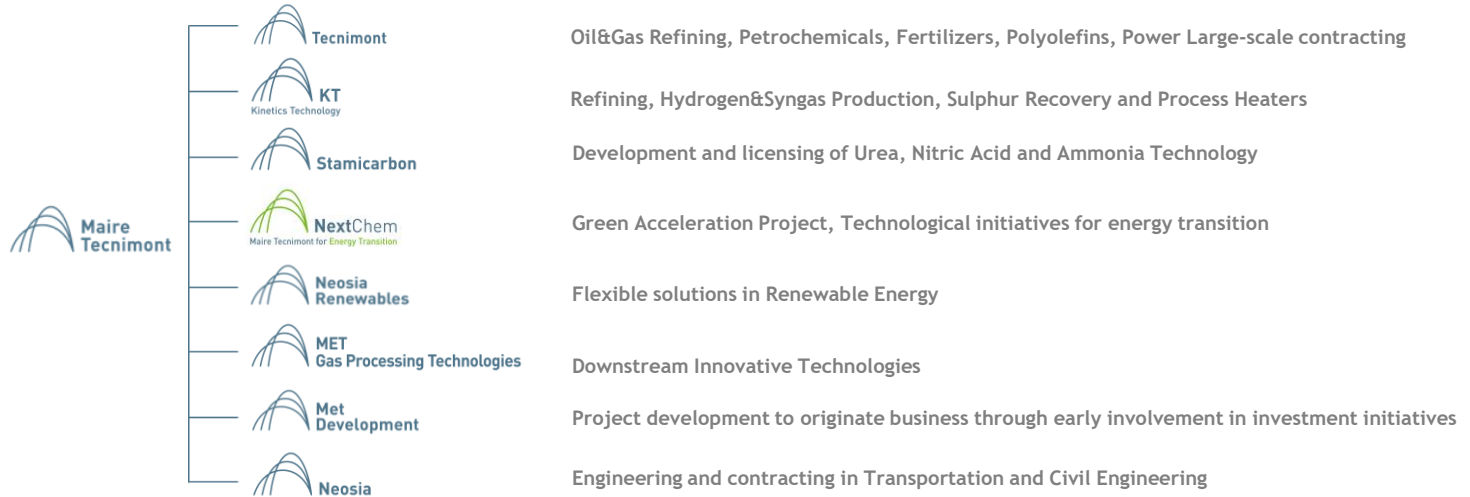 Tecnimont
Oil&Gas Refining, Petrochemicals, Fertilizers, Polyolefins, Power Large-scale contracting
KT
Kinetics Technology
Refining, Hydrogen&Syngas Production, Sulphur Recovery and Process Heaters
Stamicarbon
Development and licensing of Urea, Nitric Acid and Ammonia Technology
Maire
Tecnimont
NextChem
Maire Tecnimont for Energy Transition
Green Acceleration Project, Technological initiatives for energy transition
Neosia
Renewables
Flexible solutions in Renewable Energy
MET
Gas Processing Technologies
Downstream Innovative Technologies
Met
Development
Project development to originate business through early involvement in investment initiatives
Neosia
Engineering and contracting in Transportation and Civil Engineering